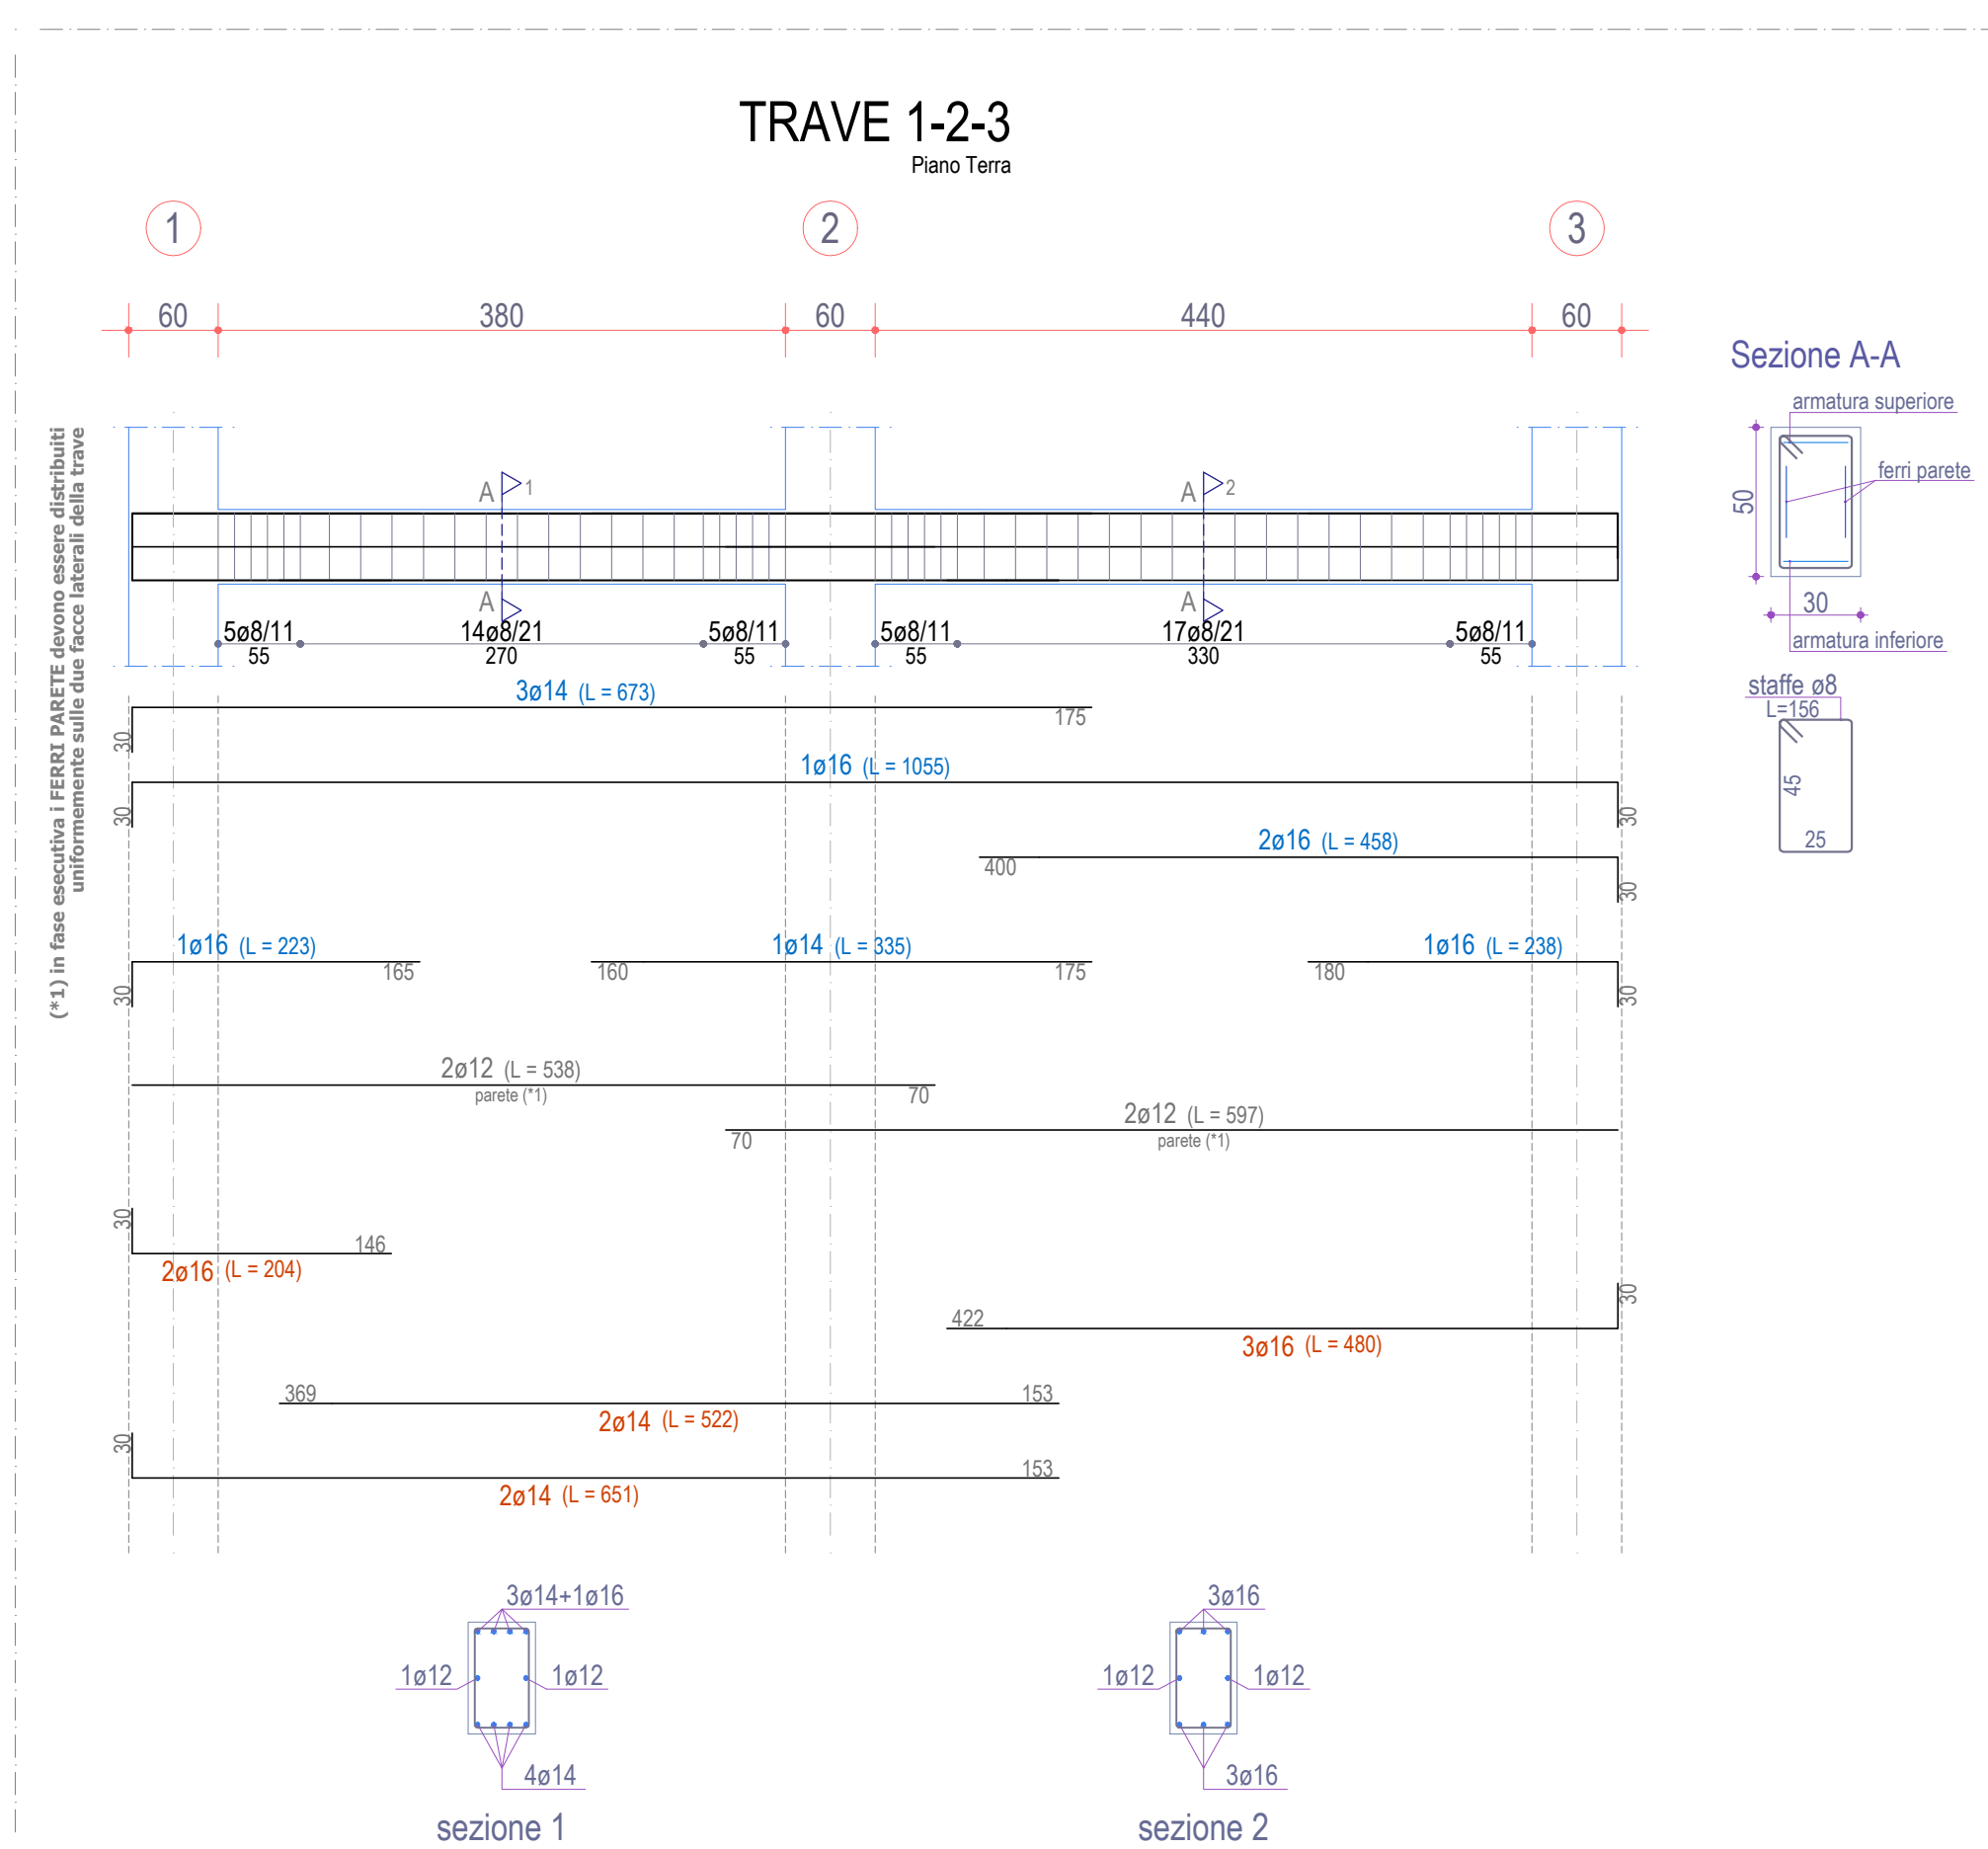 TRAVE 1-2-3
Piano Terra
1
2
3
60
380
60
440
60
(*1) in fase esecutiva i FERRI PARETE devono essere distribuiti
uniformemente sulle due facce laterali della trave
A
1
A
2
A
A
5ø8/11
14ø8/21
5ø8/11
5ø8/11
17ø8/21
5ø8/11
55
270
55
55
330
55
Sezione A-A
armatura superiore
ferri parete
50
30
armatura inferiore
staffe ø8
L=156
45
25
3ø14 (L = 673)
175
30
1ø16 (L = 1055)
30
30
2ø16 (L = 458)
400
30
1ø16 (L = 223)
165
30
1ø14 (L = 335)
160
175
1ø16 (L = 238)
180
30
2ø12 (L = 538)
parete (*1)
70
2ø12 (L = 597)
parete (*1)
70
30
146
2ø16 (L = 204)
30
422
3ø16 (L = 480)
369
153
2ø14 (L = 522)
30
153
2ø14 (L = 651)
3ø14+1ø16
1ø12
1ø12
4ø14
sezione 1
3ø16
1ø12
1ø12
3ø16
sezione 2